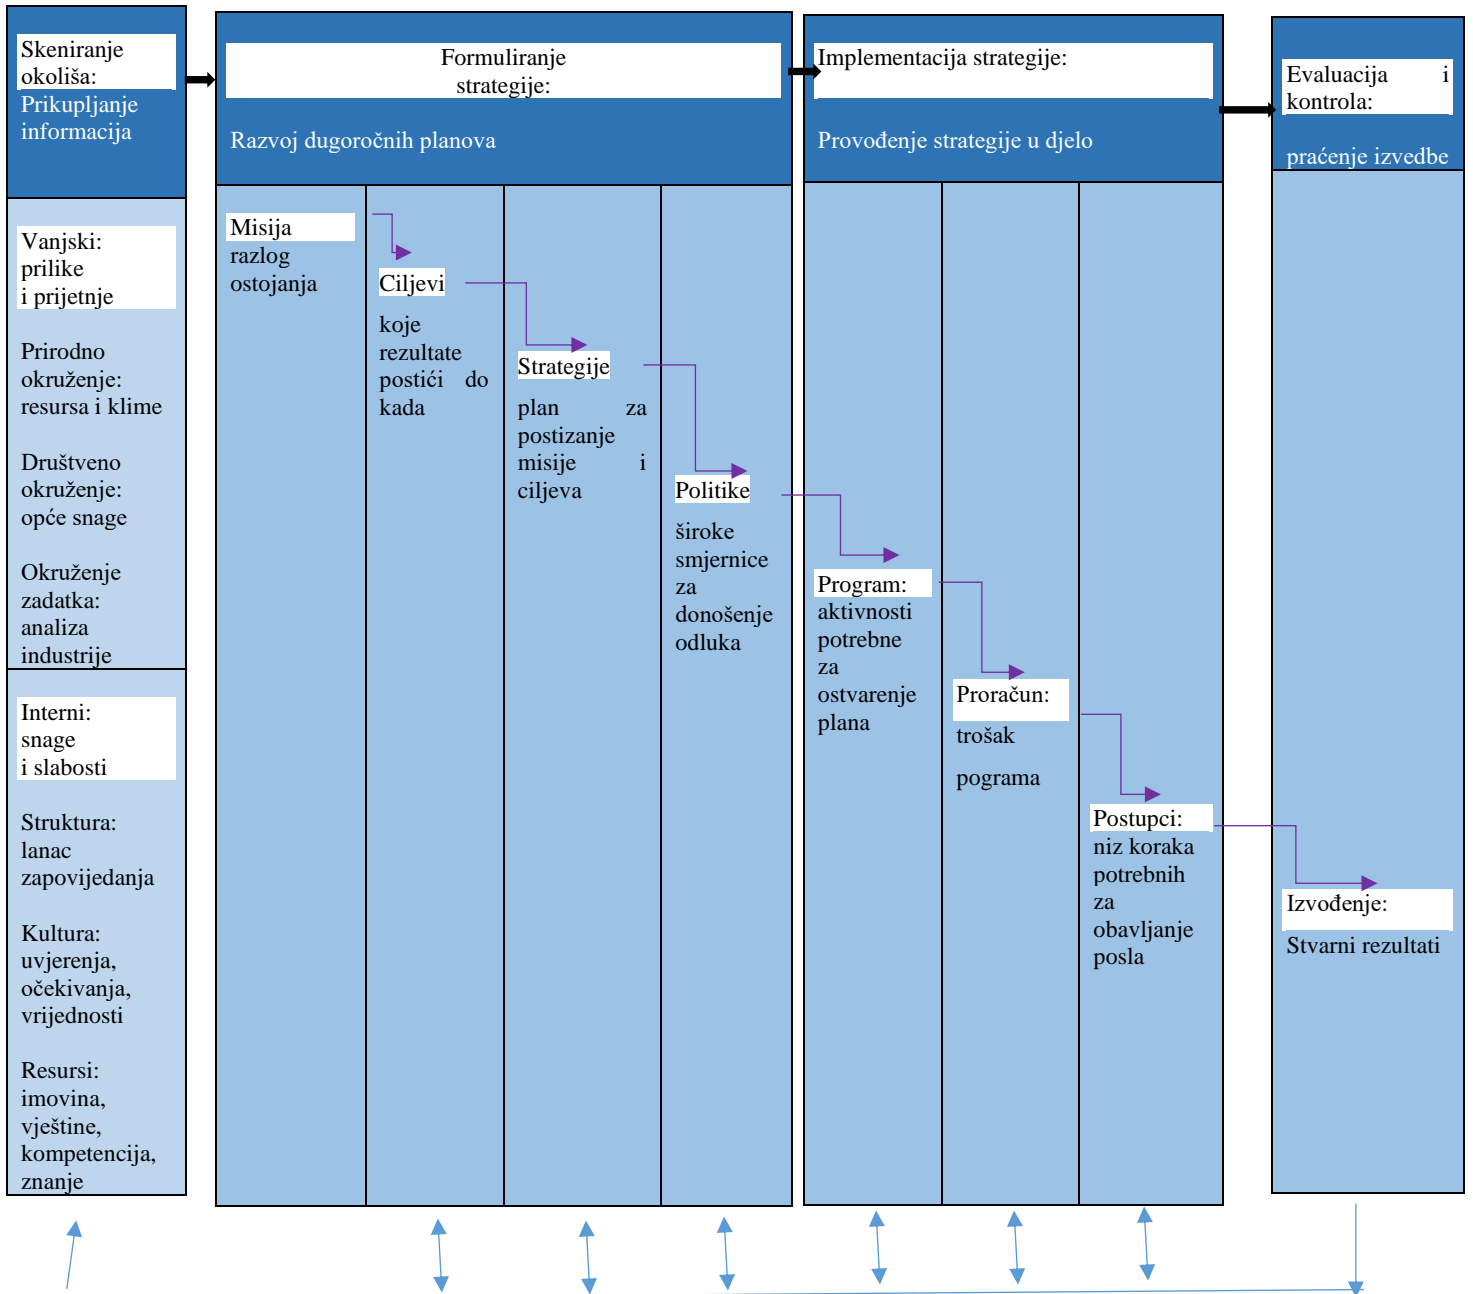 Skeniranje
okoliša:
Prikupljanje
informacija
Vanjski:
prilike
i prijetnje
Prirodno
okruženje:
resursa i klime
Društveno
okruženje:
opće snage
Okruženje
zadatka:
analiza
industrije
Interni:
snage
i slabosti
Struktura:
lanac
zapovijedanja
Kultura:
uvjerenja,
očekivanja,
vrijednosti
Resursi:
imovina,
vještine,
kompetencija,
znanje
Formuliranje
strategije:
Razvoj dugoročnih planova
Misija
razlog
ostojanja
Ciljevi
koje
rezultate
postići do
kada
Strategije
plan za
postizanje
misije i
ciljeva
Politike
široke
smjernice
za
donošenje
odluka
Implementacija strategije:
Provođenje strategije u djelo
Program:
aktivnosti
potrebne
za
ostvarenje
plana
Proračun:
trošak
pograma
Postupci:
niz koraka
potrebnih
za
obavljanje
posla
Evaluacija i
kontrola:
praćenje izvedbe
Izvođenje:
Stvarni rezultati